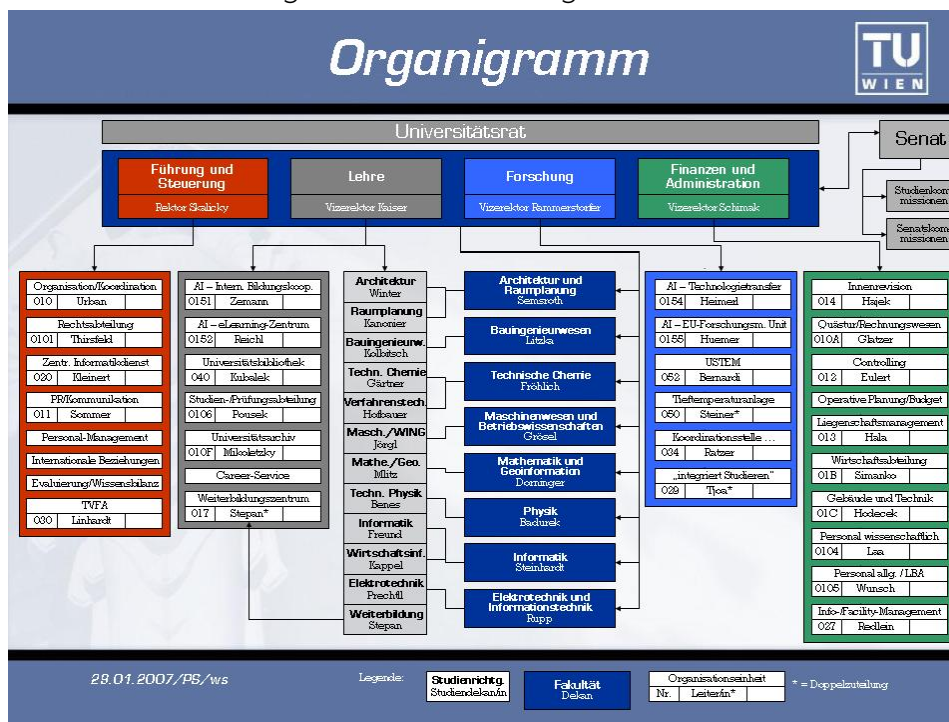 Organigramm
TU
WIEN
Universitätsrat
Senat
Führung und
Steuerung
Rektor Skalicky
Lehre
Vizerektor Kaiser
Forschung
Vizerektor Rammerstorfer
Finanzen und
Administration
Vizerektor Schimak
Studienkom
missionen
Senatskom
missionen
Organisation/Koordination
010 Urban
Rechtsabteilung
0101 Thirsfeld
Zentr. Informatikdienst
020 Kleinert
PR/Kommunikation
011 Sommer
Personal-Management
Internationale Beziehungen
Evaluierung/Wissensbilanz
TVFA
030 Linhardt
AI – Intern. Bildungskoop.
0151 Zemann
AI – eLearning-Zentrum
0152 Reichl
Universitätsbibliothek
040 Kubalek
Studien-/Prüfungsabteilung
0106 Pousek
Universitätsarchiv
010F Mikoletzky
Career-Service
Weiterbildungszentrum
017 Stepan*
Architektur
Winter
Raumplanung
Kanonier
Bauingenieurw.
Kolbitsch
Techn. Chemie
Gärtner
Verfahrenstech.
Hofbauer
Masch./WING
Jörgl
Mathe./Geo.
Mlitz
Techn. Physik
Benes
Informatik
Freund
Wirtschaftsinf.
Kappel
Elektrotechnik
Prechtl
Weiterbildung
Stepan
Architektur und
Raumplanung
Semsroth
Bauingenieurwesen
Litzka
Technische Chemie
Fröhlich
Maschinenwesen und
Betriebswissenschaften
Grösel
Mathematik und
Geoinformation
Dorninger
Physik
Badurek
Informatik
Steinhardt
Elektrotechnik und
Informationstechnik
Rupp
AI – Technologietransfer
0154 Heimerl
AI – EU-Forschungsm. Unit
0155 Huemer
USTEM
052 Bernardi
Tieftemperaturanlage
050 Steiner*
Koordinationsstelle ...
034 Ratzer
„integriert Studieren“
029 Tjoa*
Innenrevision
014 Hajek
Quästur/Rechnungswesen
010A Glatzer
Controlling
012 Eulert
Operative Planung/Budget
Liegenschaftsmanagement
013 Hala
Wirtschaftsabteilung
01B Simanko
Gebäude und Technik
01C Hodecek
Personal wissenschaftlich
0104 Laa
Personal allg. / LBA
0105 Wunsch
Info-/Facility-Management
027 Redlein
23.01.2007/PS/ws
Legende:
Studienrichtg.
Studiendekan/in
Fakultät
Dekan
Organisationseinheit
Nr. Leiter/in*
* = Doppelzuteilung